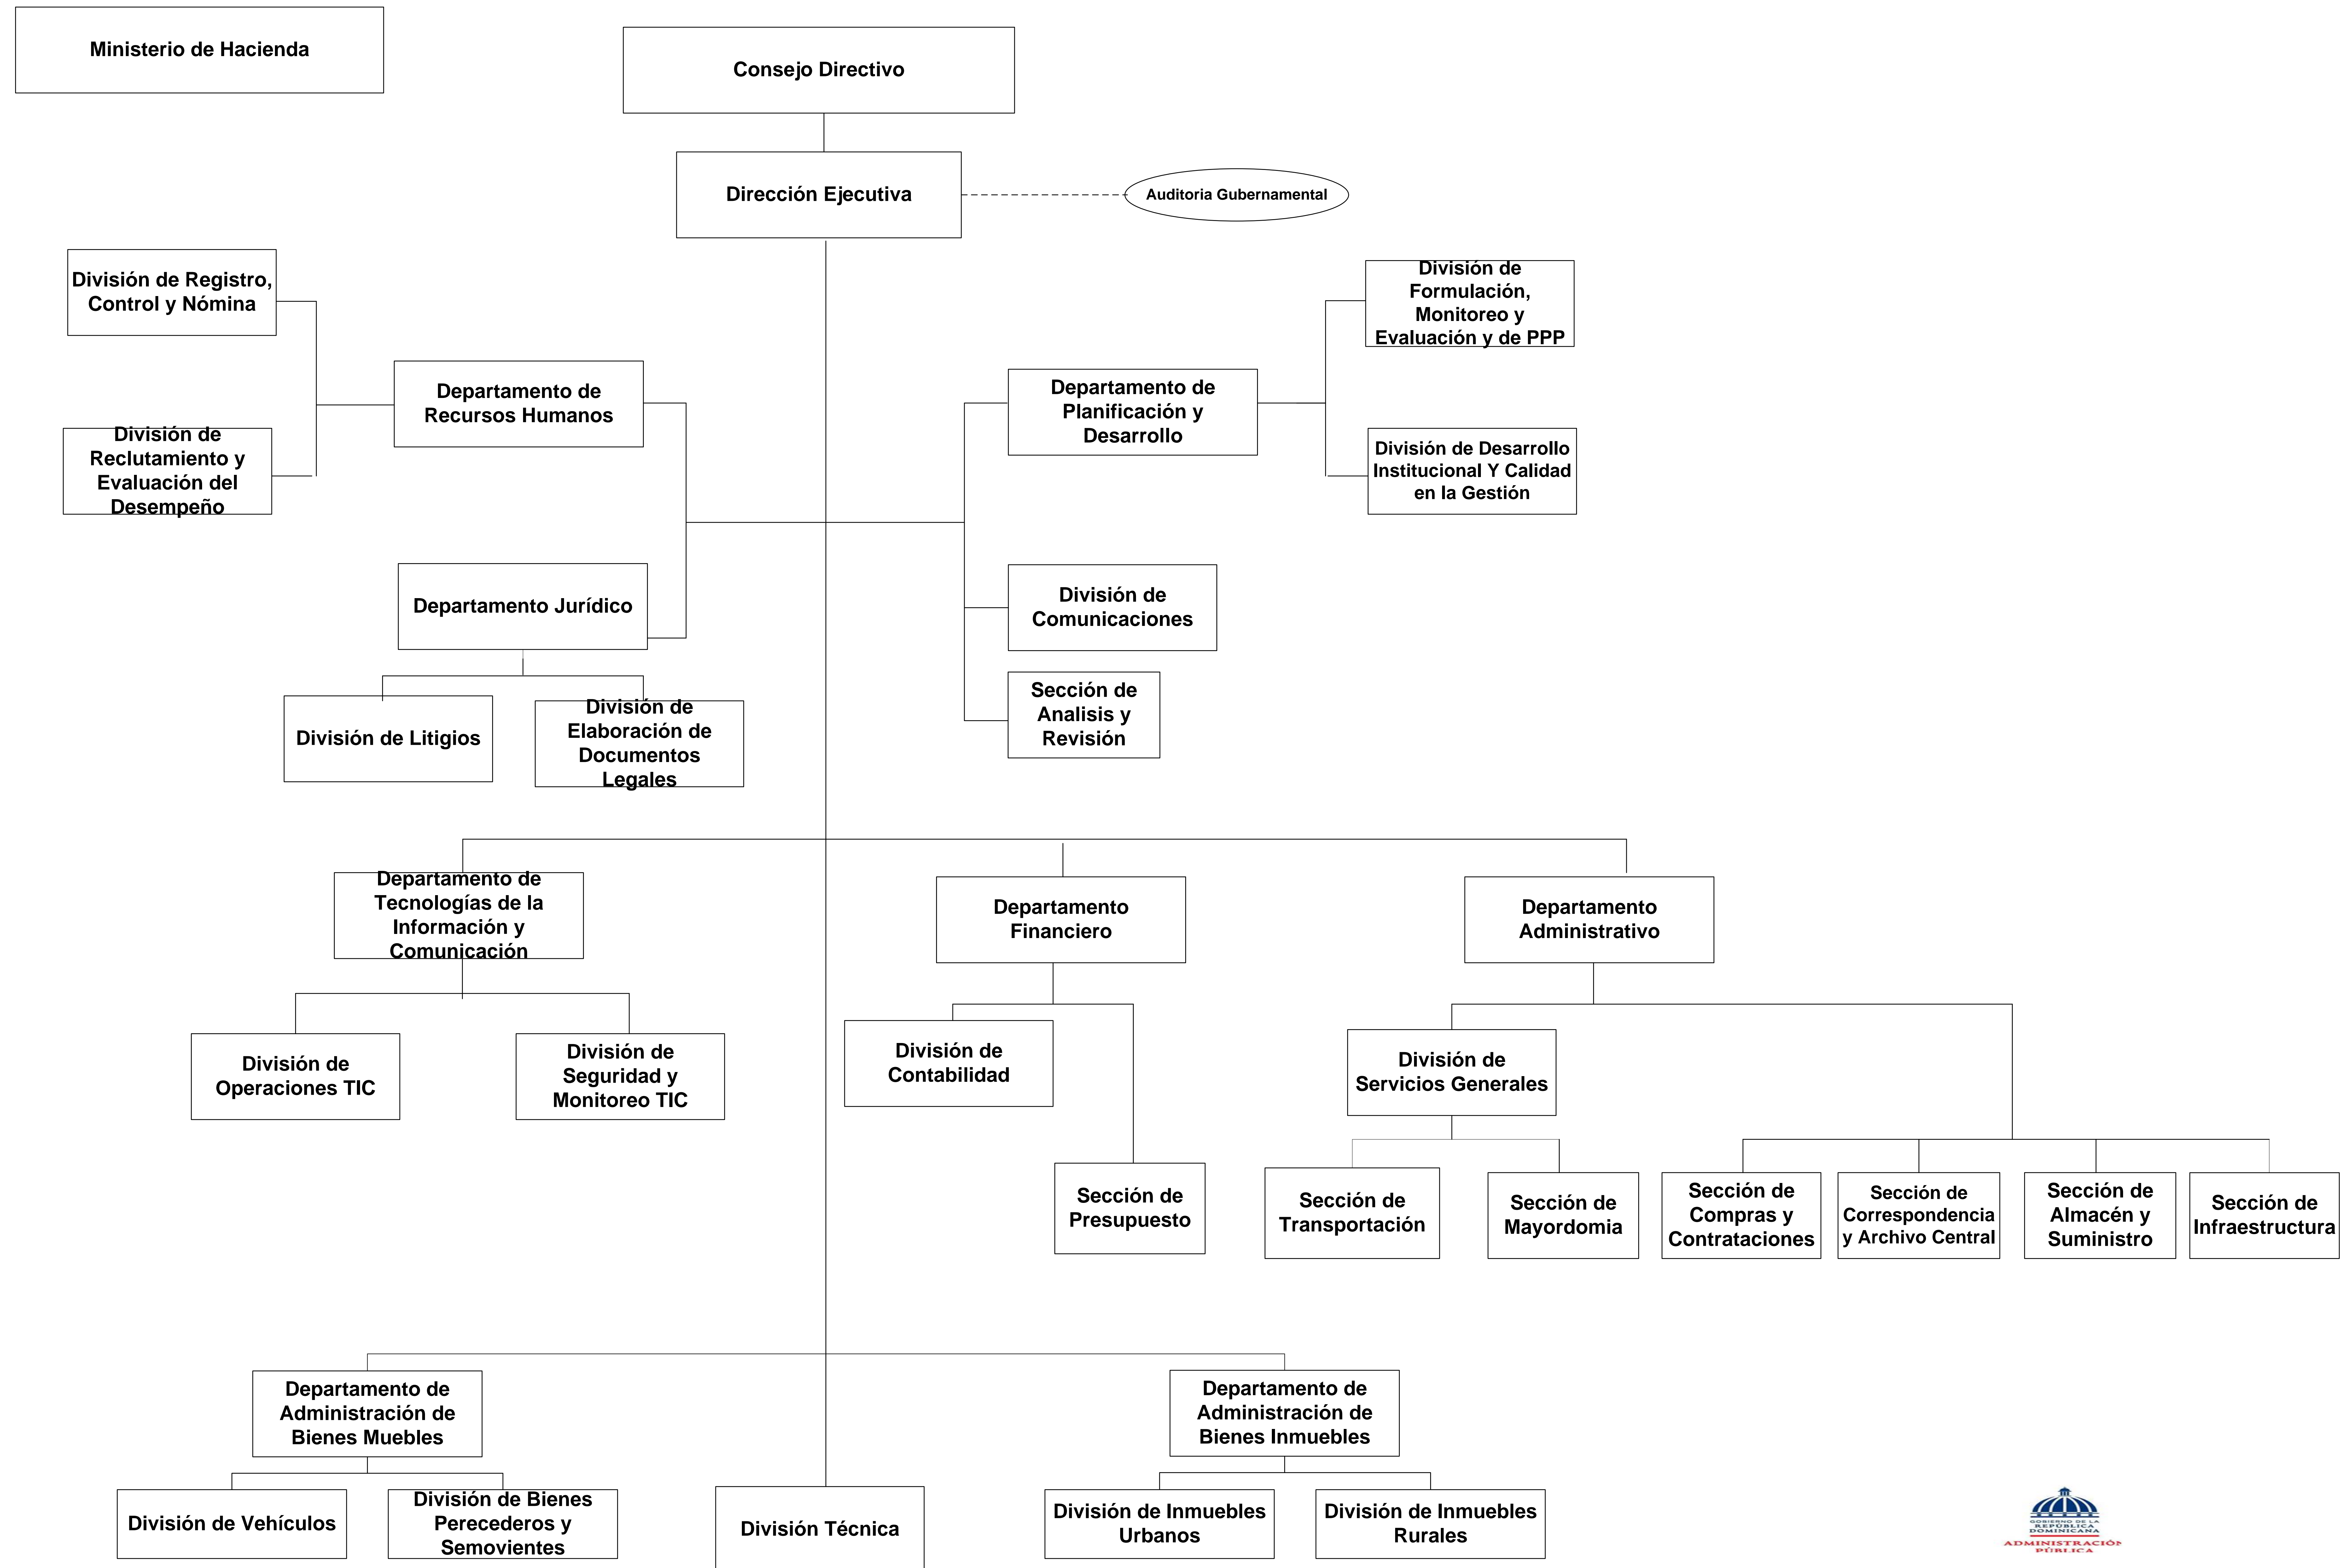 Ministerio de Hacienda
Consejo Directivo
Dirección Ejecutiva
Auditoria Gubernamental
División de Registro,
Control y Nómina
División de
Reclutamiento y
Evaluación del
Desempeño
Departamento de
Recursos Humanos
Departamento de
Planificación y
Desarrollo
División de
Formulación,
Monitoreo y
Evaluación y de PPP
División de Desarrollo
Institucional Y Calidad
en la Gestión
Departamento Jurídico
División de
Comunicaciones
División de Litigios
División de
Elaboración de
Documentos
Legales
Sección de
Analisis y
Revisión
Departamento de
Tecnologías de la
Información y
Comunicación
Departamento
Financiero
Departamento
Administrativo
División de
Operaciones TIC
División de
Seguridad y
Monitoreo TIC
División de
Contabilidad
División de
Servicios Generales
Sección de
Presupuesto
Sección de
Transportación
Sección de
Mayordomia
Sección de
Compras y
Contrataciones
Sección de
Correspondencia
y Archivo Central
Sección de
Almacén y
Suministro
Sección de
Infraestructura
Departamento de
Administración de
Bienes Muebles
Departamento de
Administración de
Bienes Inmuebles
División de Vehículos
División de Bienes
Perecederos y
Semovientes
División Técnica
División de Inmuebles
Urbanos
División de Inmuebles
Rurales
GOBIERNO DE LA
REPÚBLICA
DOMINICANA
ADMINISTRACIÓN
PÚBLICA